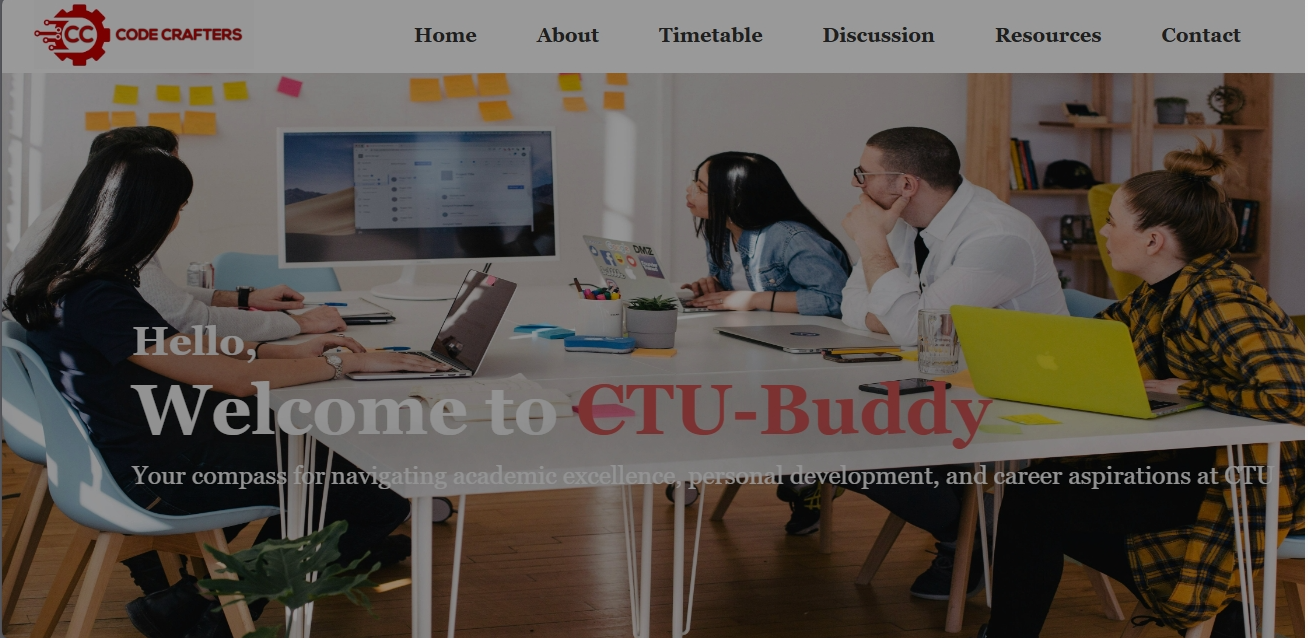 CC CODE CRAFTERS
Home About Timetable Discussion Resources Contact
DMZ
Hello,
Welcome to CTU-Buddy
Your compass for navigating academic excellence, personal development, and career aspirations at CTU